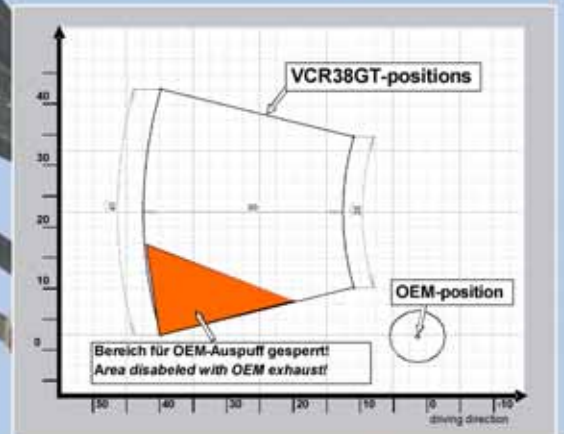 VCR38GT-positions
40
30
20
10
0
OEM-position
Bereich für OEM-Auspuff gesperrt!
Area disabeled with OEM exhaust!
50 40 30 20 10 0 -10
driving direction